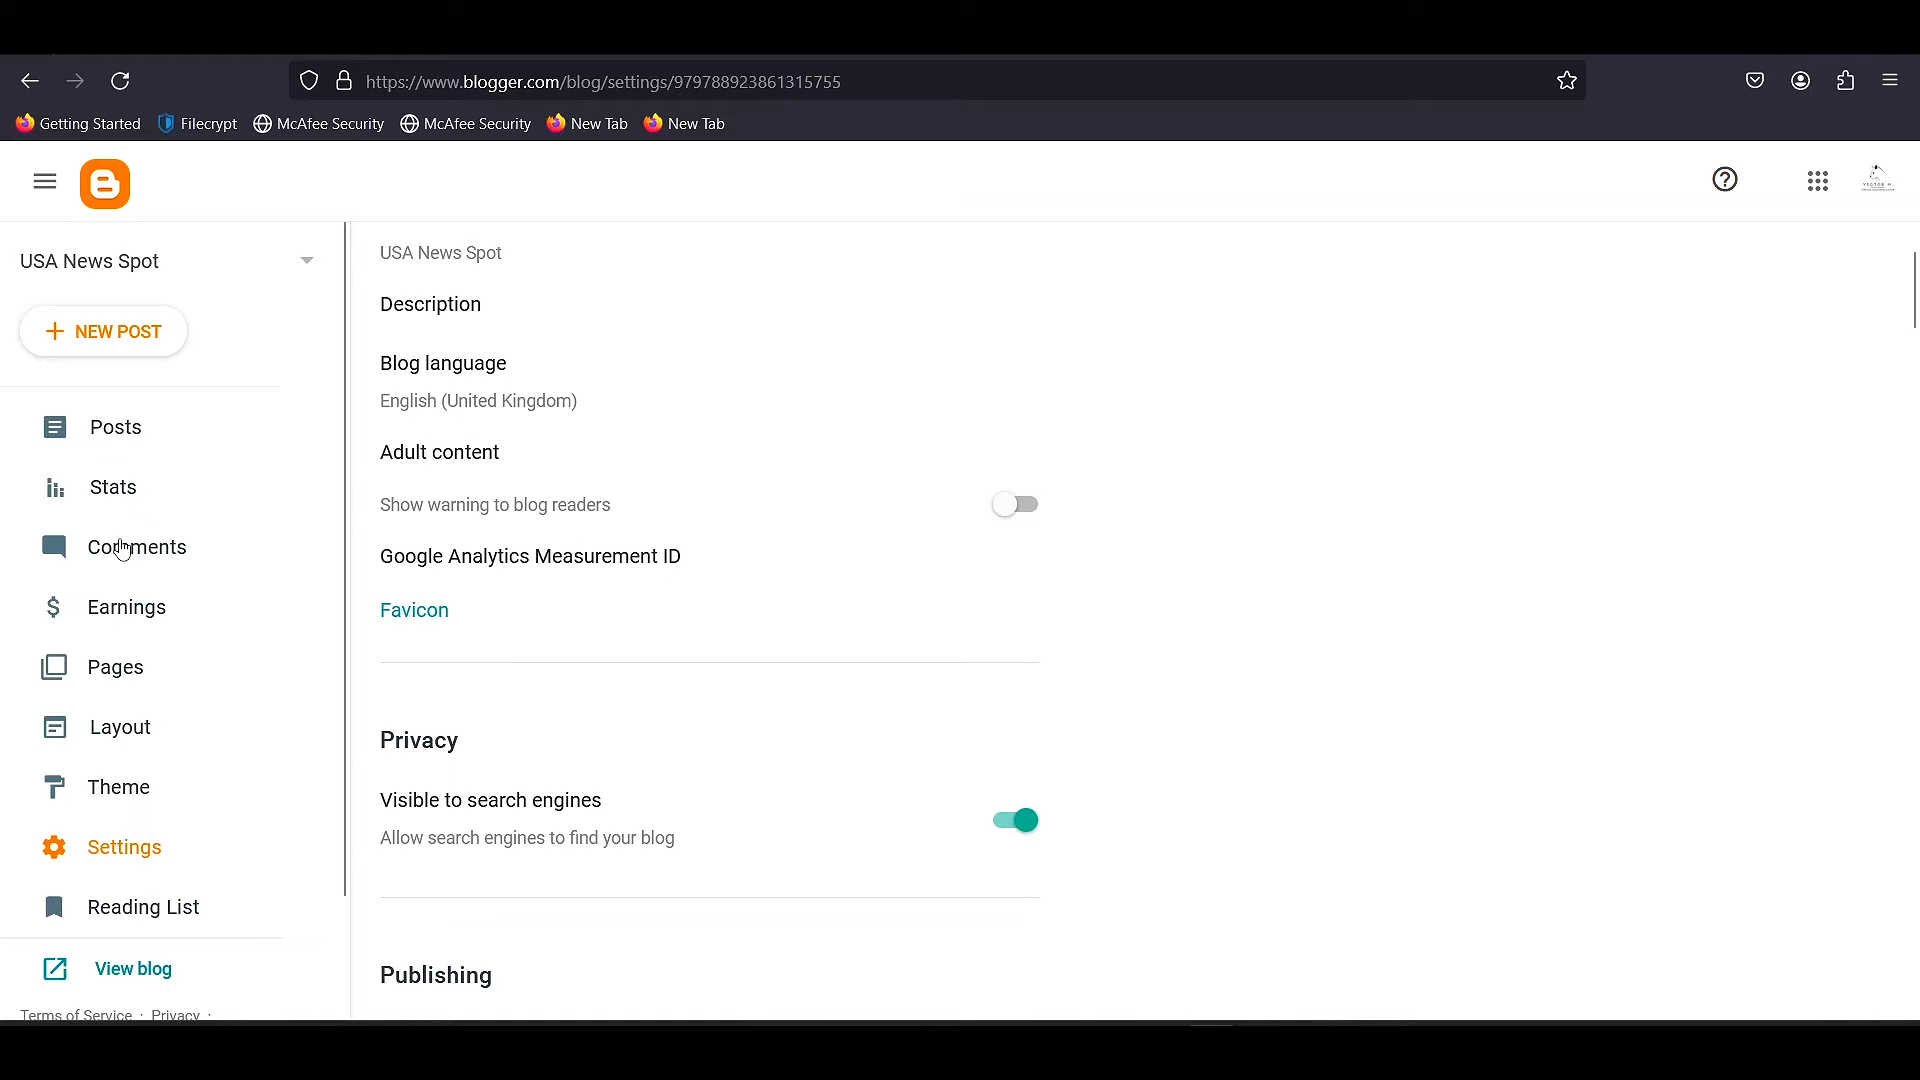 https://www.blogger.com/blog/settings/979788923861315755
Getting Started Filecrypt McAfee Security McAfee Security New Tab New Tab
USA News Spot
NEW POST
Posts
Stats
Comments
Earnings
Pages
Layout
Theme
Settings
Reading List
View blog
Terms of Service · Privacy ·
USA News Spot
Description
Blog language
English (United Kingdom)
Adult content
Show warning to blog readers
Google Analytics Measurement ID
Favicon
Privacy
Visible to search engines
Allow search engines to find your blog
Publishing